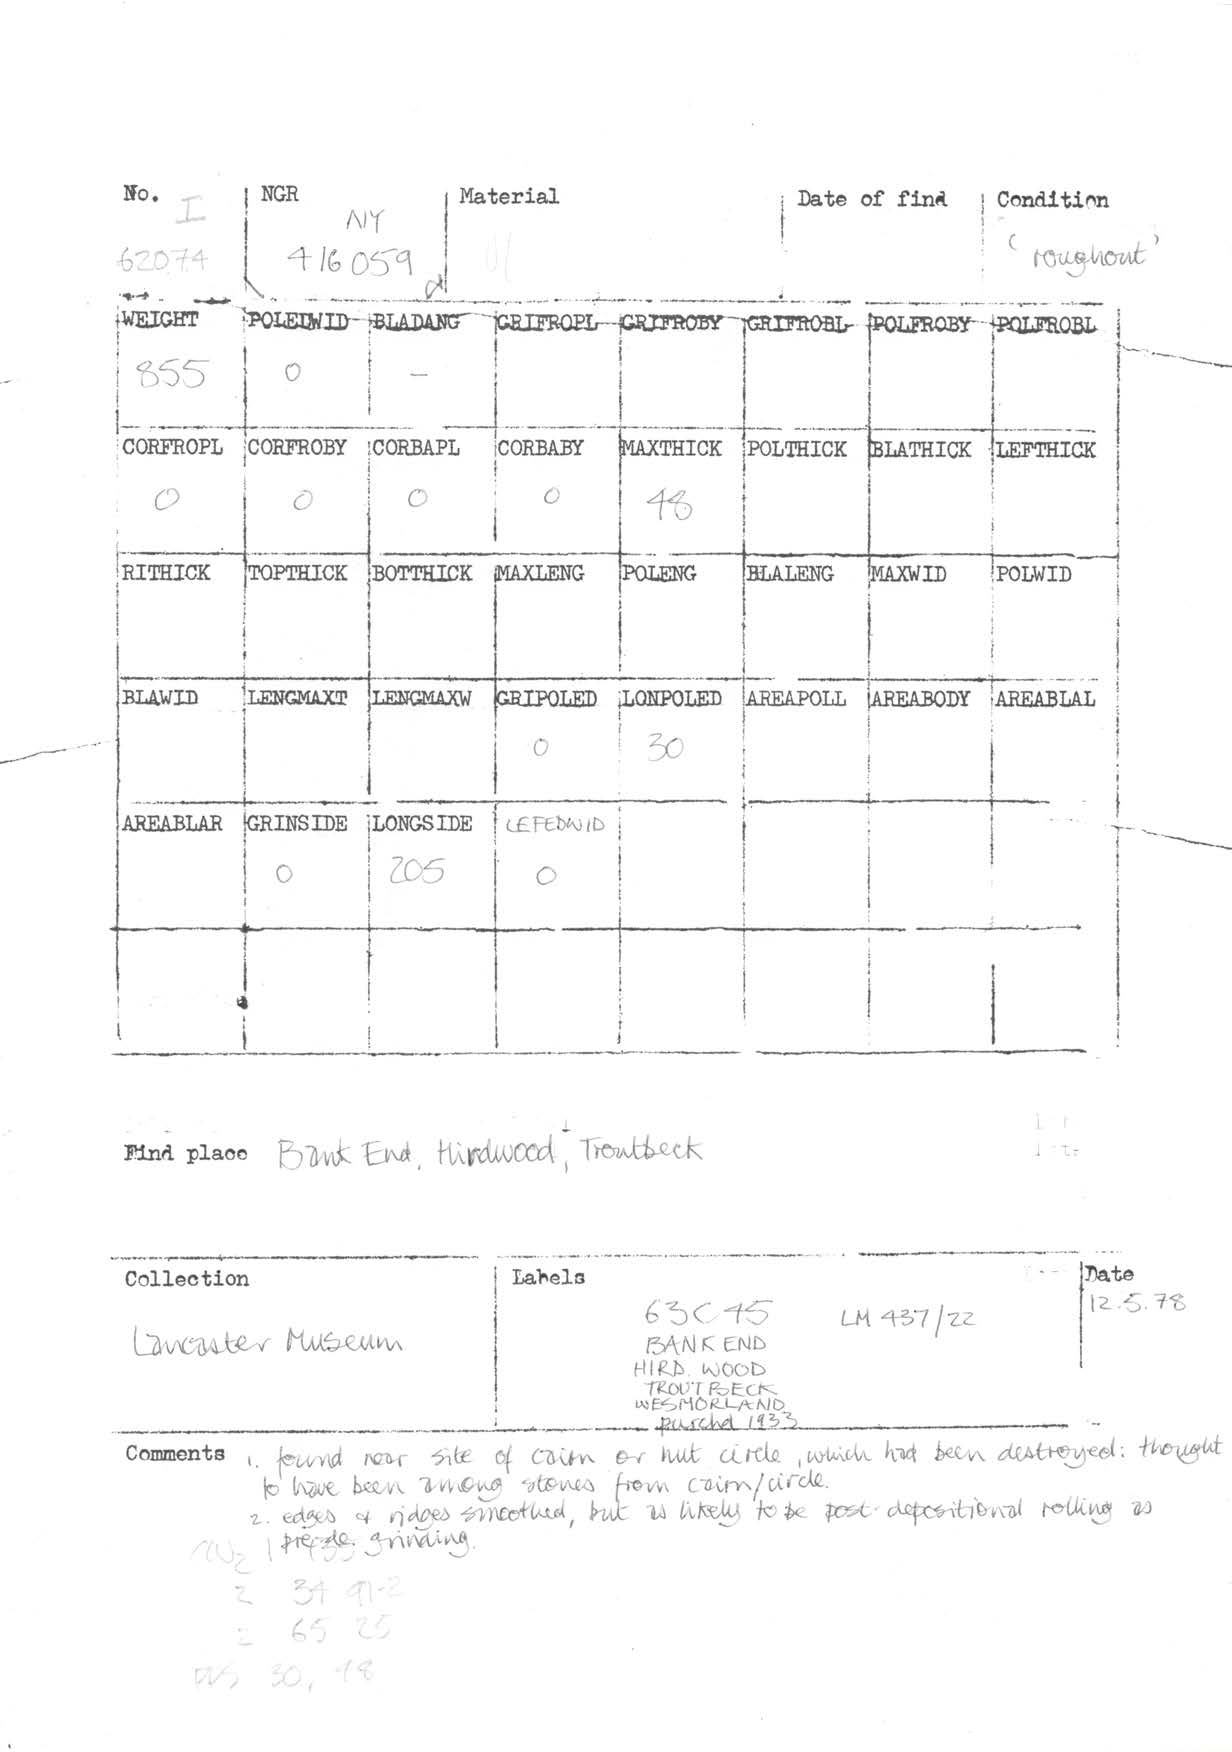 No. NGR Material Date of find Condition
I NY
62074 416 059 'roughout'
WEIGHT POLEDWID BLADANG GRIFROPL GRIFROBY GRIFROBL POLFROBY POLFROBL
855 0 –
CORFROPL CORFROBY CORBAPL CORBABY MAXTHICK POLTHICK BLATHICK LEFTHICK
0 0 0 0 48
RITHICK TOPTHICK BOTTHICK MAXLENG POLENG BLALENG MAXWID POLWID
BLAWID LENGMAXT LENGMAXW GRIPOLED LONPOLED AREAPOLL AREABODY AREABLAL
0 30
AREABLAR GRINSIDE LONGSIDE LEFEDWID
0 205 0
Find place Bank End, Hirdwood, Troutbeck
Collection Labels Date
Lancaster Museum 63C45 LM 437/22 12.5.78
BANK END
HIRD. WOOD
TROUTBECK
WESMORLAND
purchd 1933
Comments 1. found near site of cairn or hut circle, which had been destroyed: thought
to have been among stones from cairn/circle.
2. edges & ridges smoothed, but as likely to be post-depositional rolling as
grinding.
2 34 91-2
2 65 25
30, 48